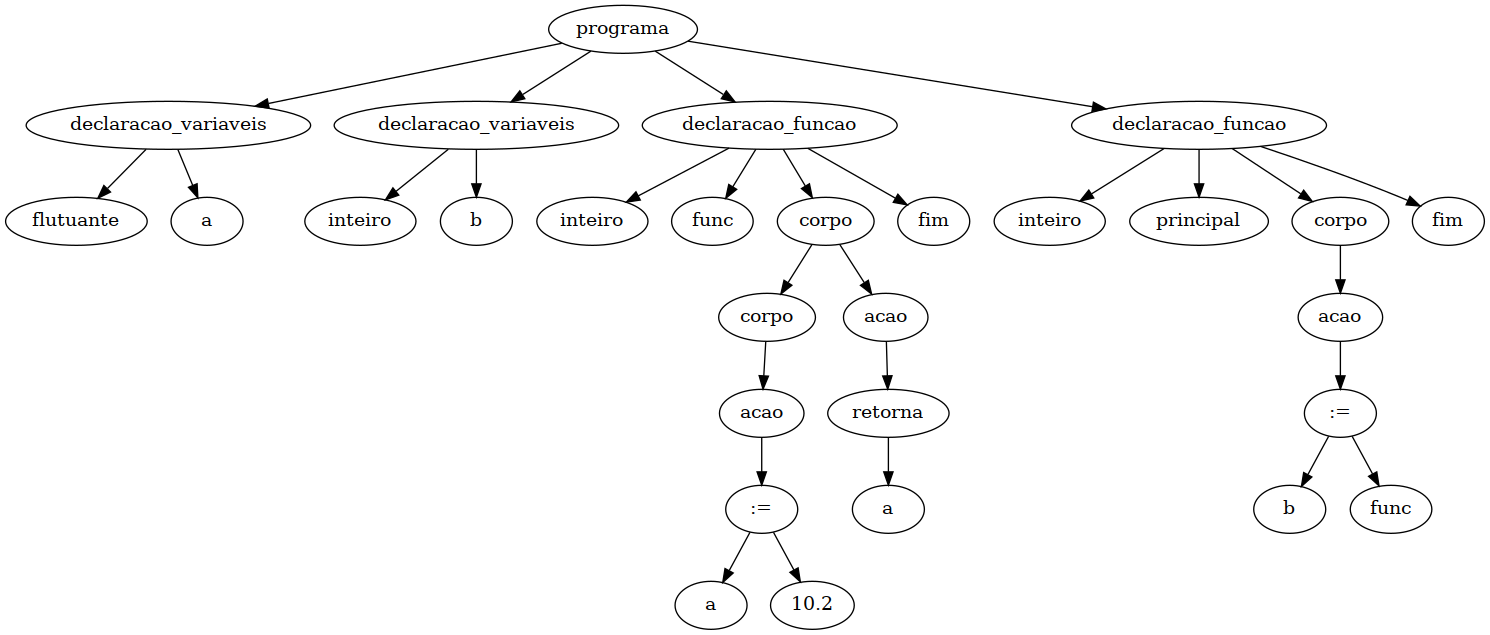 programa
declaracao_variaveis declaracao_variaveis declaracao_funcao declaracao_funcao
flutuante a inteiro b inteiro func corpo fim inteiro principal corpo fim
corpo acao acao
acao retorna :=
:= a b func
a 10.2